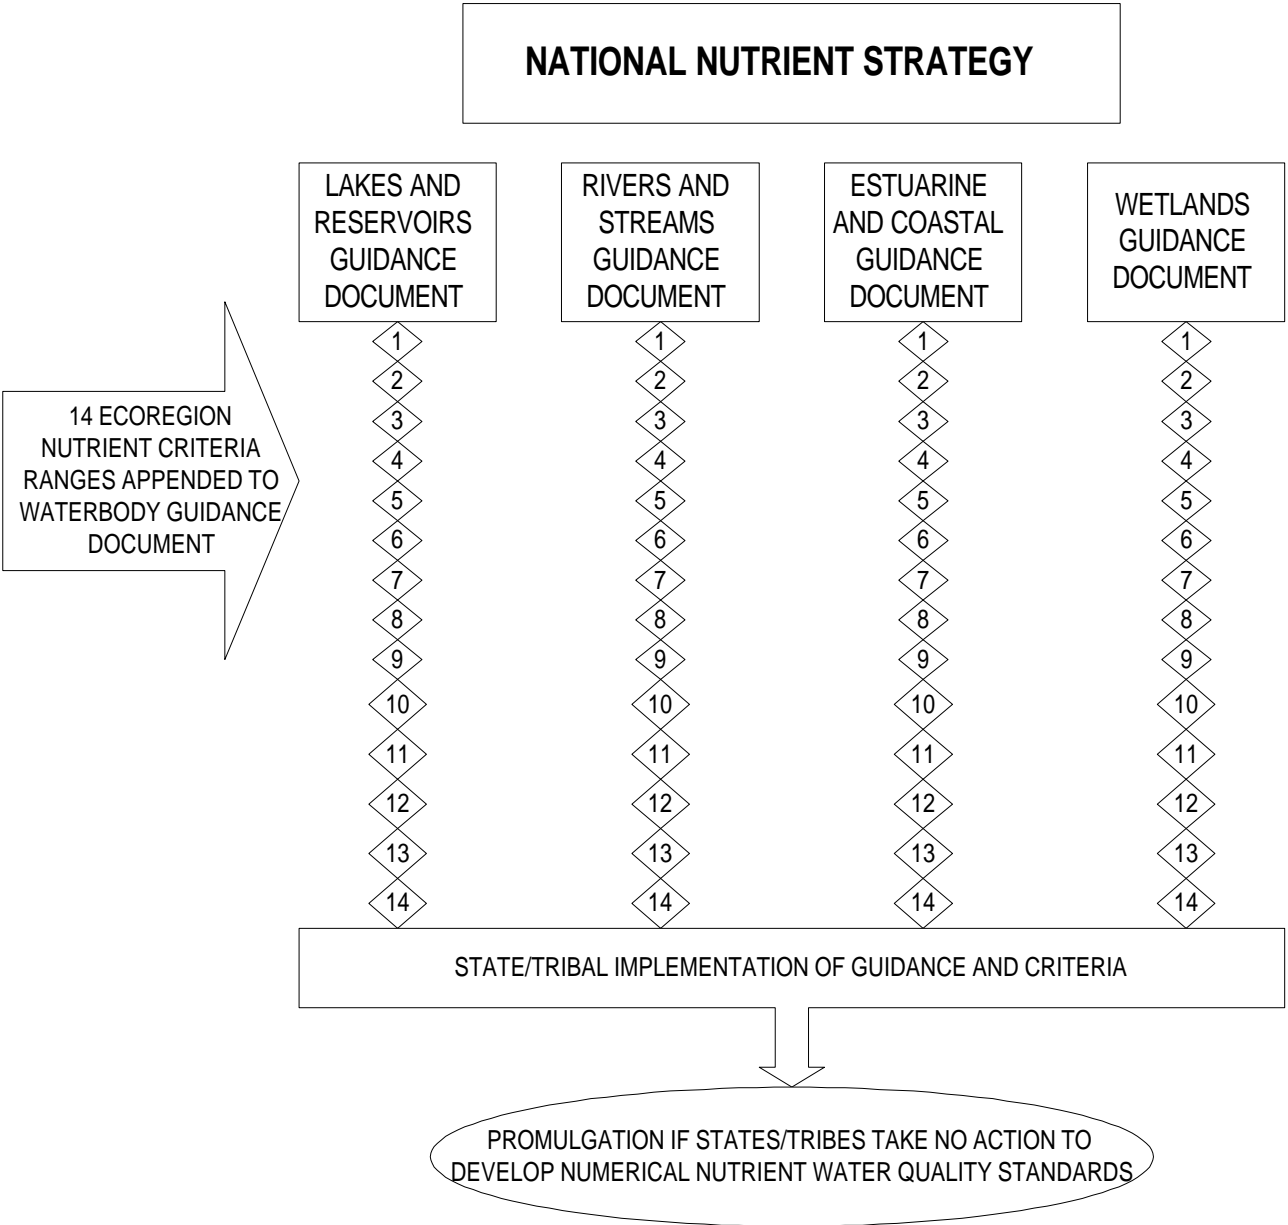 NATIONAL NUTRIENT STRATEGY
LAKES AND
RESERVOIRS
GUIDANCE
DOCUMENT
RIVERS AND
STREAMS
GUIDANCE
DOCUMENT
ESTUARINE
AND COASTAL
GUIDANCE
DOCUMENT
WETLANDS
GUIDANCE
DOCUMENT
14 ECOREGION
NUTRIENT CRITERIA
RANGES APPENDED TO
WATERBODY GUIDANCE
DOCUMENT
1
2
3
4
5
6
7
8
9
10
11
12
13
14
1
2
3
4
5
6
7
8
9
10
11
12
13
14
1
2
3
4
5
6
7
8
9
10
11
12
13
14
1
2
3
4
5
6
7
8
9
10
11
12
13
14
STATE/TRIBAL IMPLEMENTATION OF GUIDANCE AND CRITERIA
PROMULGATION IF STATES/TRIBES TAKE NO ACTION TO
DEVELOP NUMERICAL NUTRIENT WATER QUALITY STANDARDS